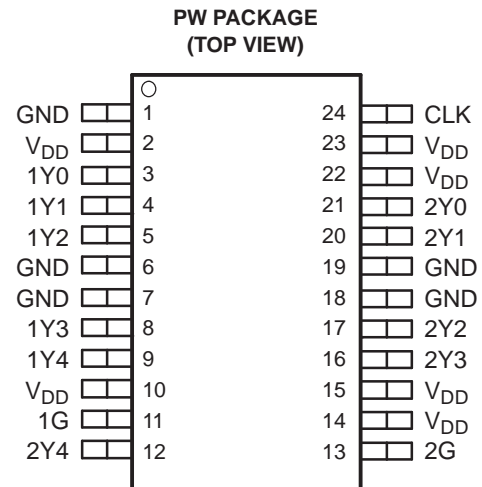 PW PACKAGE
(TOP VIEW)
GND 1 24 CLK
VDD 2 23 VDD
1Y0 3 22 VDD
1Y1 4 21 2Y0
1Y2 5 20 2Y1
GND 6 19 GND
GND 7 18 GND
1Y3 8 17 2Y2
1Y4 9 16 2Y3
VDD 10 15 VDD
1G 11 14 VDD
2Y4 12 13 2G